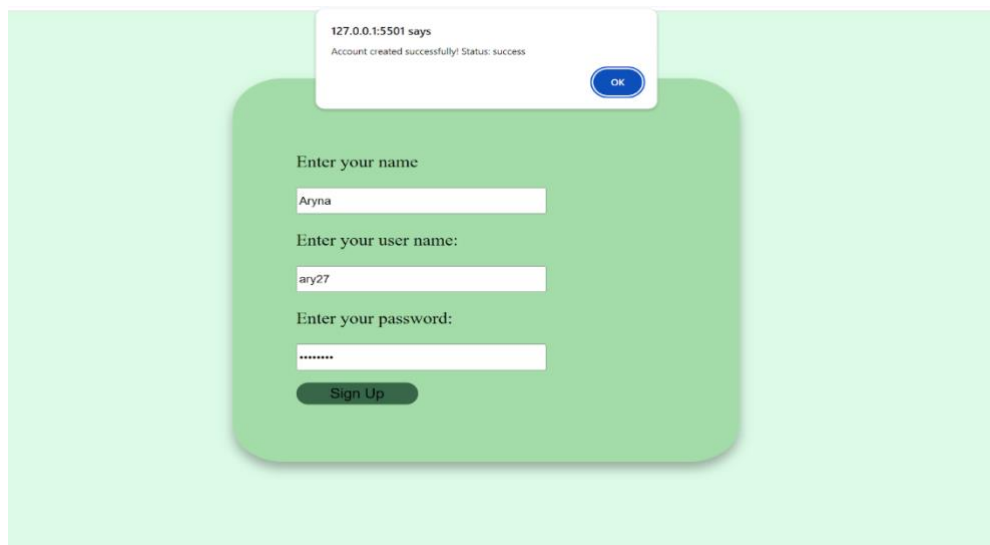 127.0.0.1:5501 says
Account created successfully! Status: success
OK
Enter your name
Aryna
Enter your user name:
ary27
Enter your password:
••••••••
Sign Up